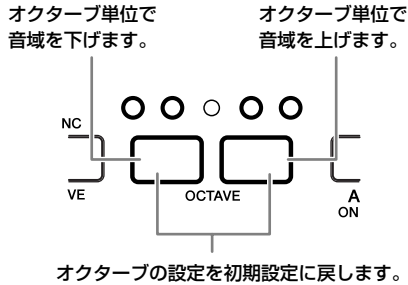 オクターブ単位で
音域を下げます。
オクターブ単位で
音域を上げます。
NC
VE
OCTAVE
A
ON
オクターブの設定を初期設定に戻します。